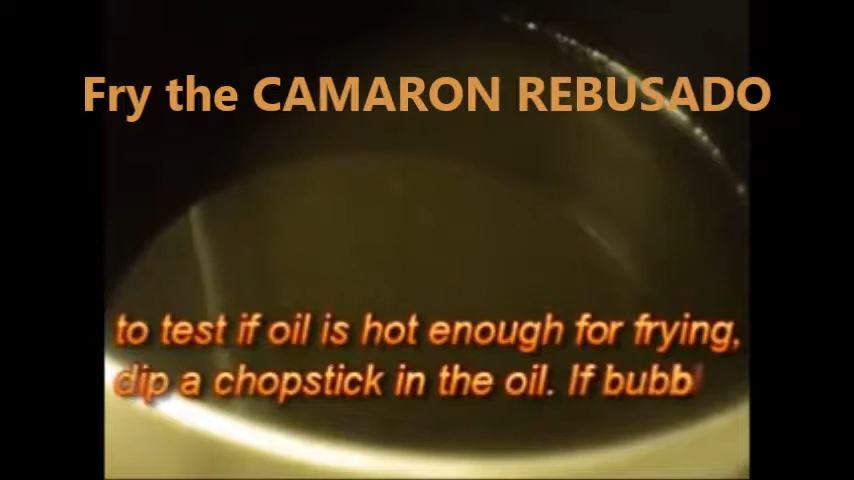 Fry the CAMARON REBUSADO
to test if oil is hot enough for frying,
dip a chopstick in the oil. If bubb